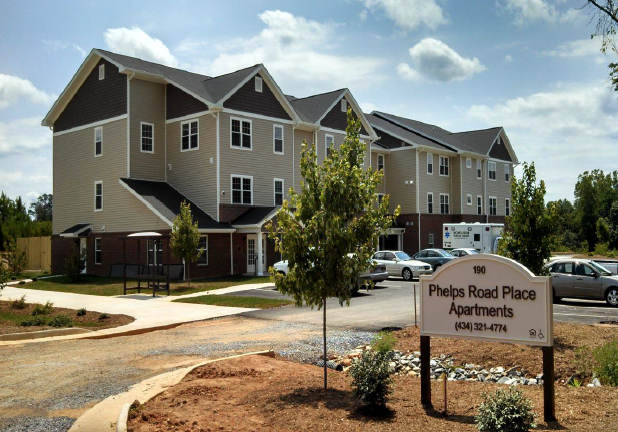 190
Phelps Road Place
Apartments
(434) 321-4774